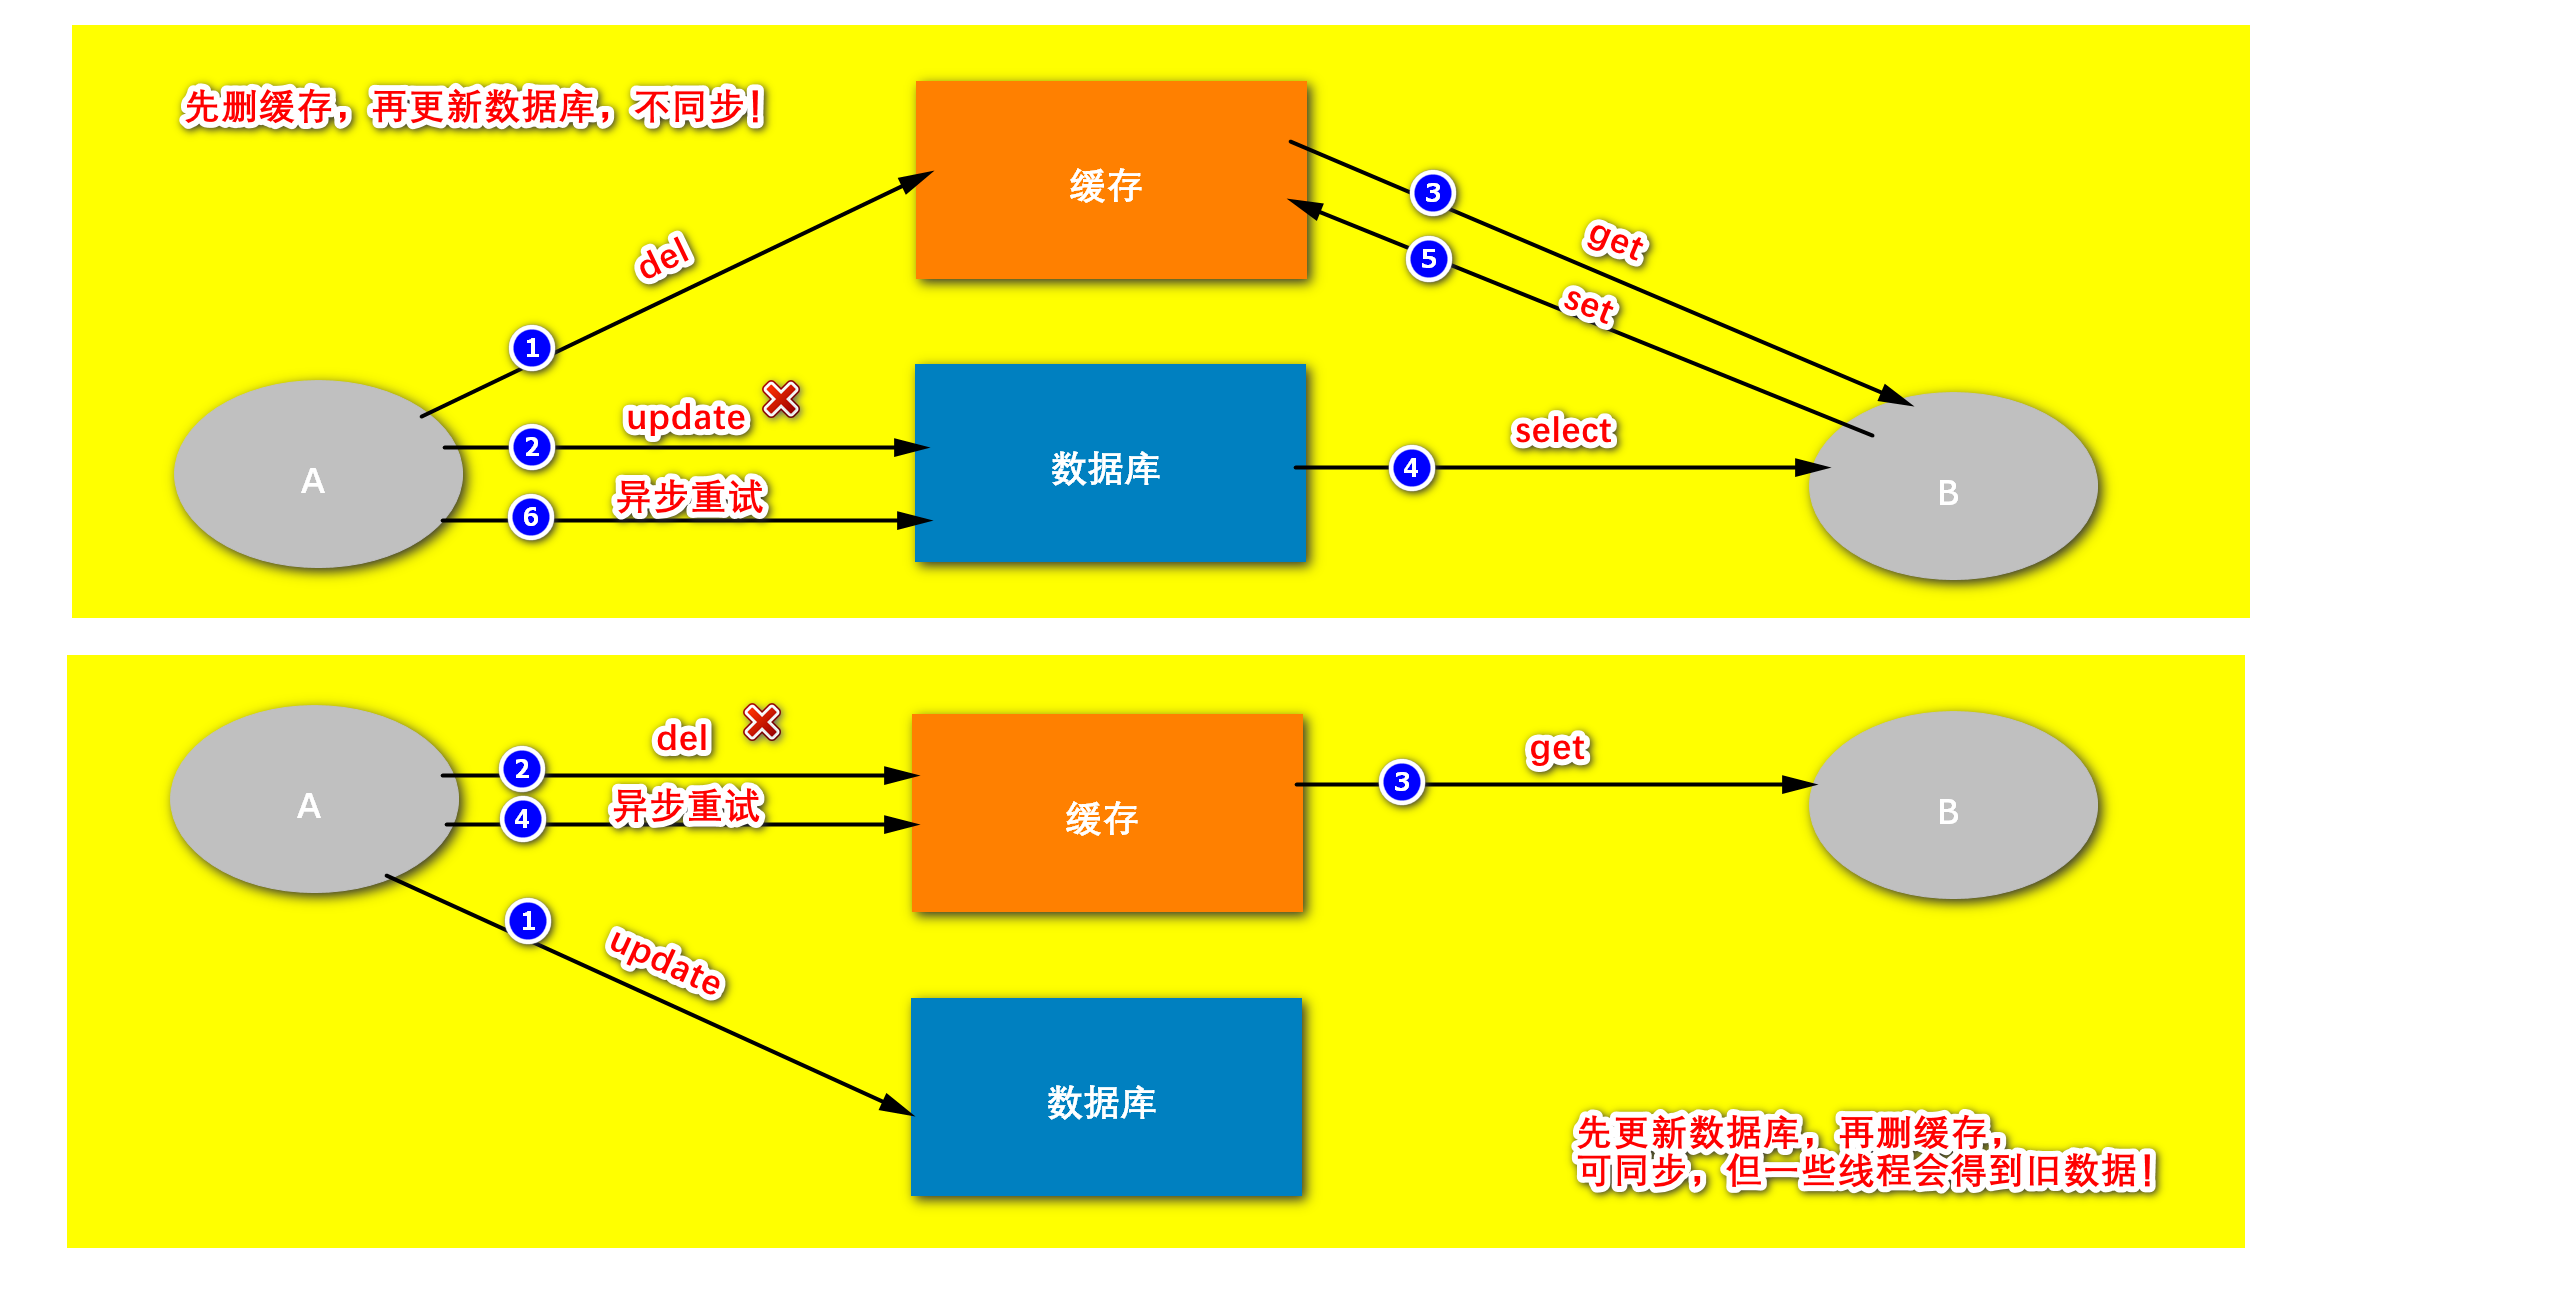 先删缓存，再更新数据库，不同步！
缓存
3
get
del
5
set
1
update
2
select
数据库
4
A
异步重试
6
B
del
2
get
3
异步重试
4
缓存
A
B
1
update
数据库
先更新数据库，再删缓存，
可同步，但一些线程会得到旧数据！